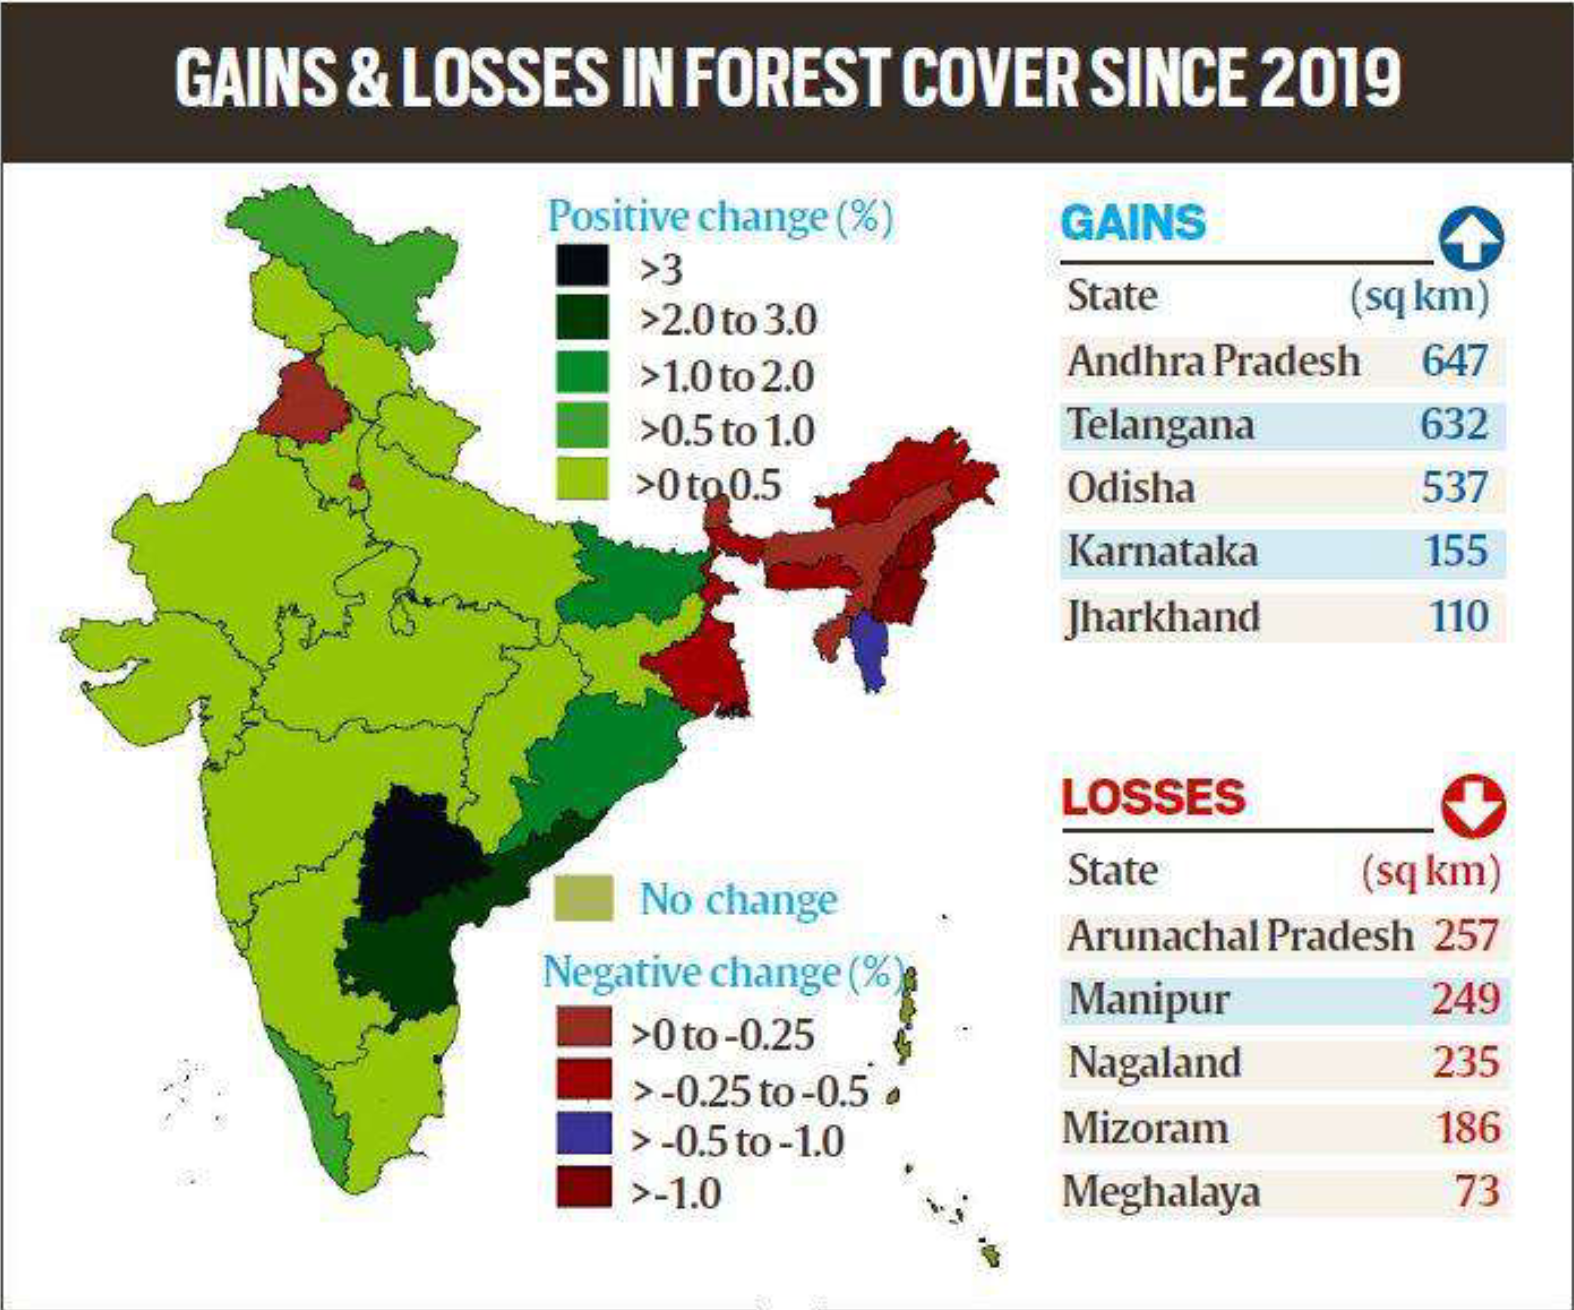 GAINS & LOSSES IN FOREST COVER SINCE 2019
Positive change (%)
>3
>2.0 to 3.0
>1.0 to 2.0
>0.5 to 1.0
>0 to 0.5
No change
Negative change (%)
>0 to -0.25
> -0.25 to -0.5
> -0.5 to -1.0
>-1.0
GAINS
State (sq km)
Andhra Pradesh 647
Telangana 632
Odisha 537
Karnataka 155
Jharkhand 110
LOSSES
State (sq km)
Arunachal Pradesh 257
Manipur 249
Nagaland 235
Mizoram 186
Meghalaya 73